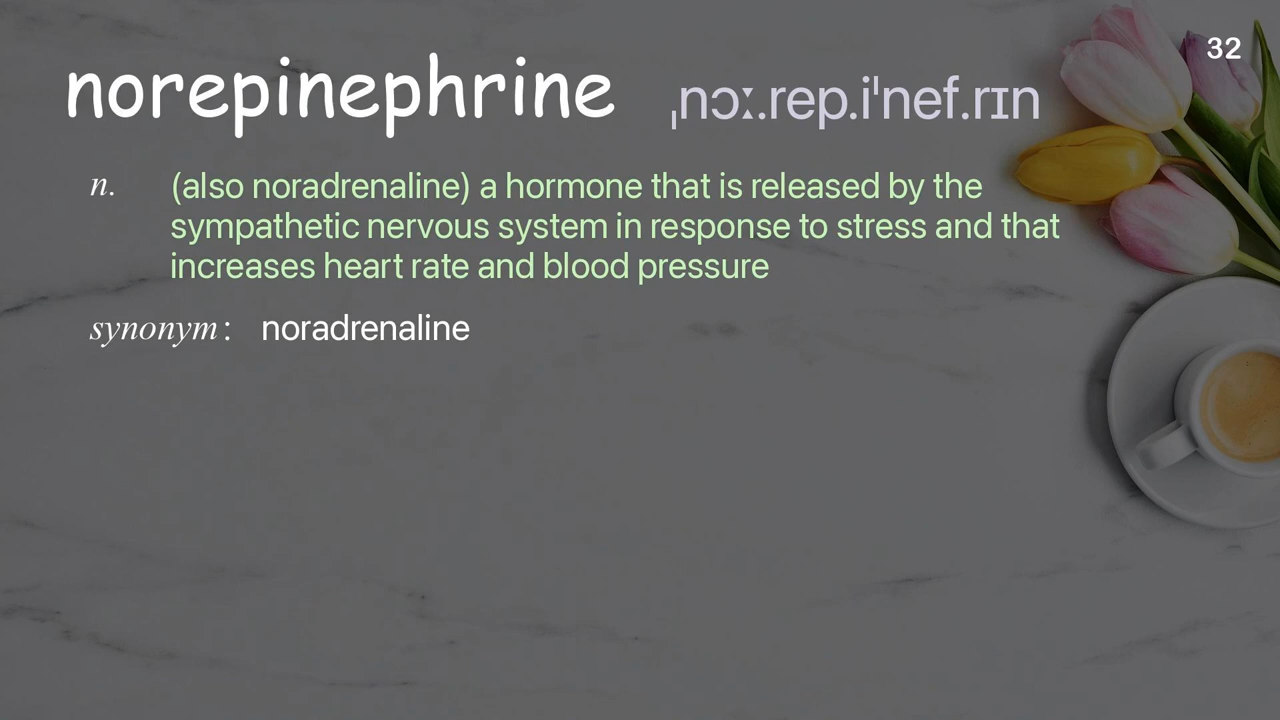 32
norepinephrine ˌnɔː.rep.iˈnef.rɪn
n. (also noradrenaline) a hormone that is released by the
sympathetic nervous system in response to stress and that
increases heart rate and blood pressure
synonym: noradrenaline